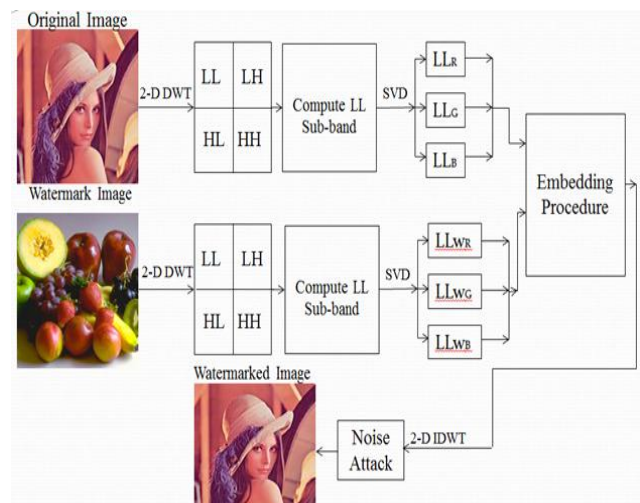 Original Image
2-D DWT
LL LH
HL HH
Compute LL
Sub-band
SVD
LLR
LLG
LLB
Embedding
Procedure
Watermark Image
2-D DWT
LL LH
HL HH
Compute LL
Sub-band
SVD
LLWR
LLWG
LLWB
Watermarked Image
Noise
Attack
2-D IDWT